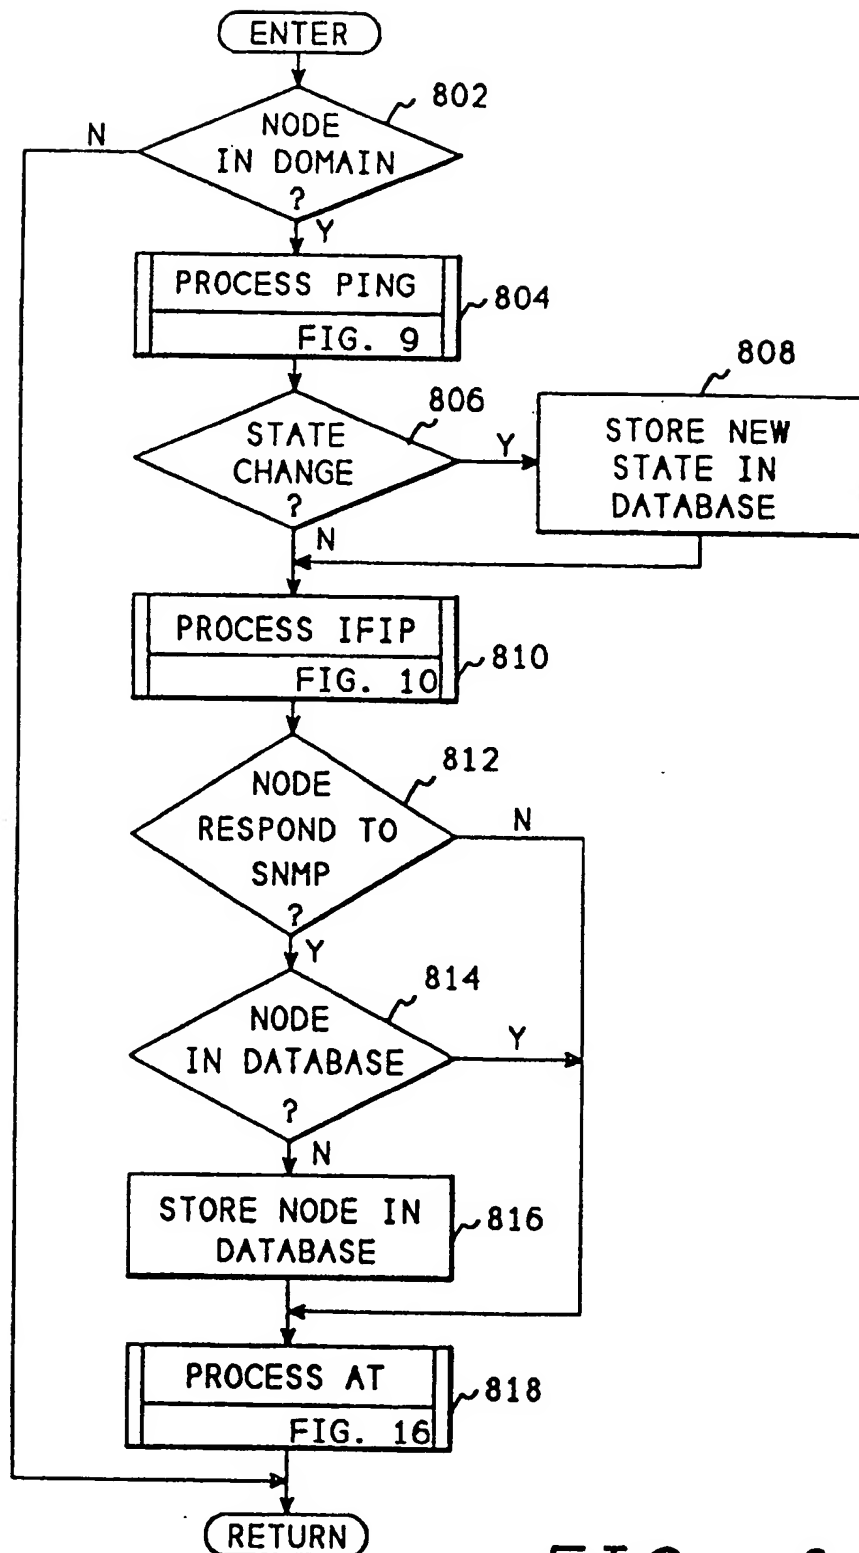 ENTER
802
NODE
IN DOMAIN
?
N
Y
PROCESS PING
FIG. 9
804
806
STATE
CHANGE
?
Y
N
808
STORE NEW
STATE IN
DATABASE
PROCESS IFIP
FIG. 10
810
812
NODE
RESPOND TO
SNMP
?
N
Y
814
NODE
IN DATABASE
?
Y
N
STORE NODE IN
DATABASE
816
PROCESS AT
FIG. 16
818
RETURN